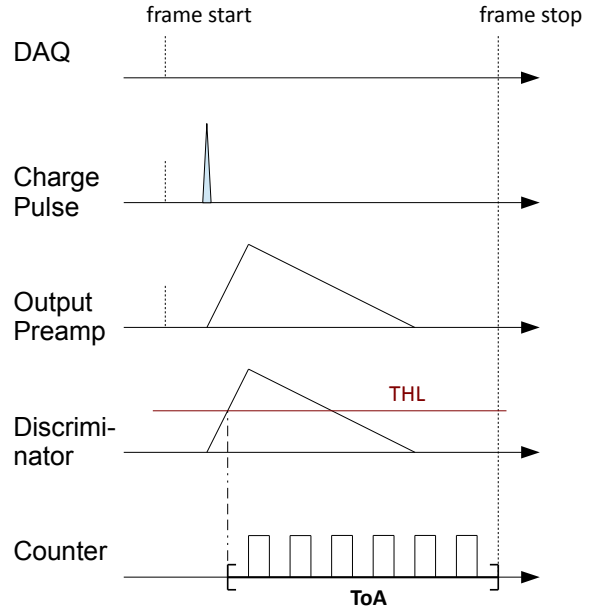 frame start
frame stop
DAQ
Charge
Pulse
Output
Preamp
THL
Discrimi-
nator
Counter
ToA